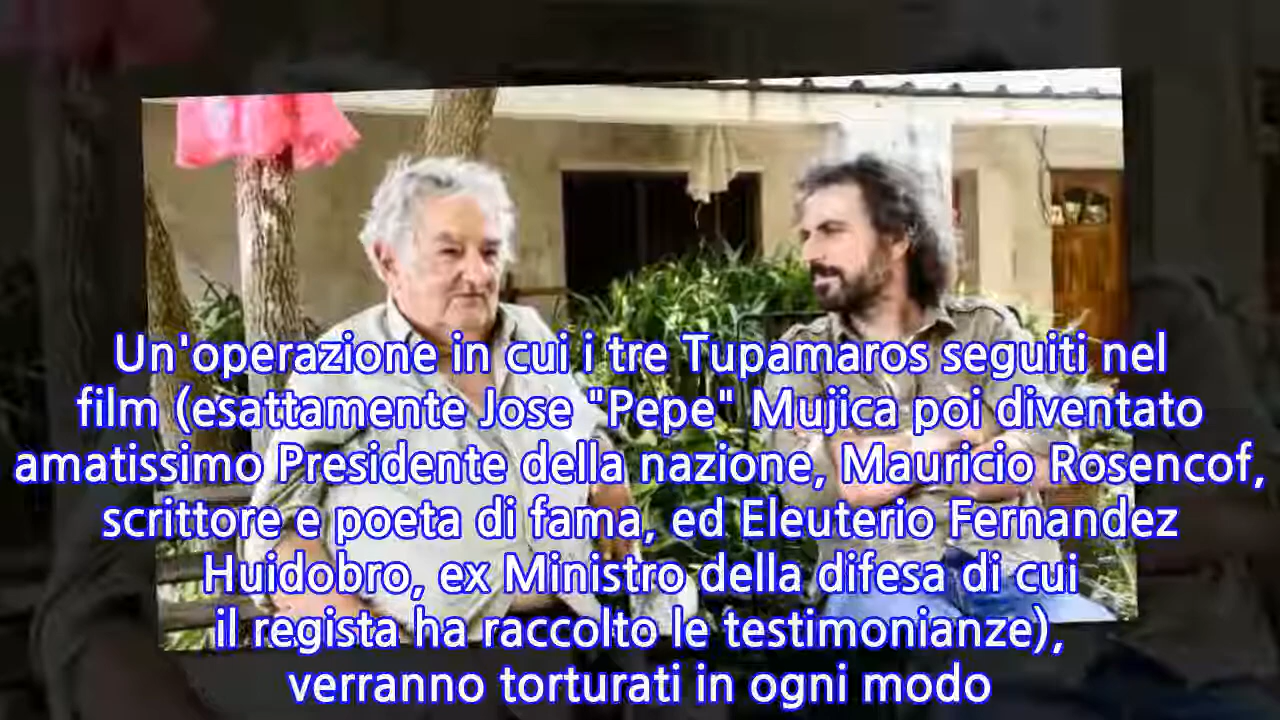 Un'operazione in cui i tre Tupamaros seguiti nel
film (esattamente Jose "Pepe" Mujica poi diventato
amatissimo Presidente della nazione, Mauricio Rosencof,
scrittore e poeta di fama, ed Eleuterio Fernandez
Huidobro, ex Ministro della difesa di cui
il regista ha raccolto le testimonianze),
verranno torturati in ogni modo